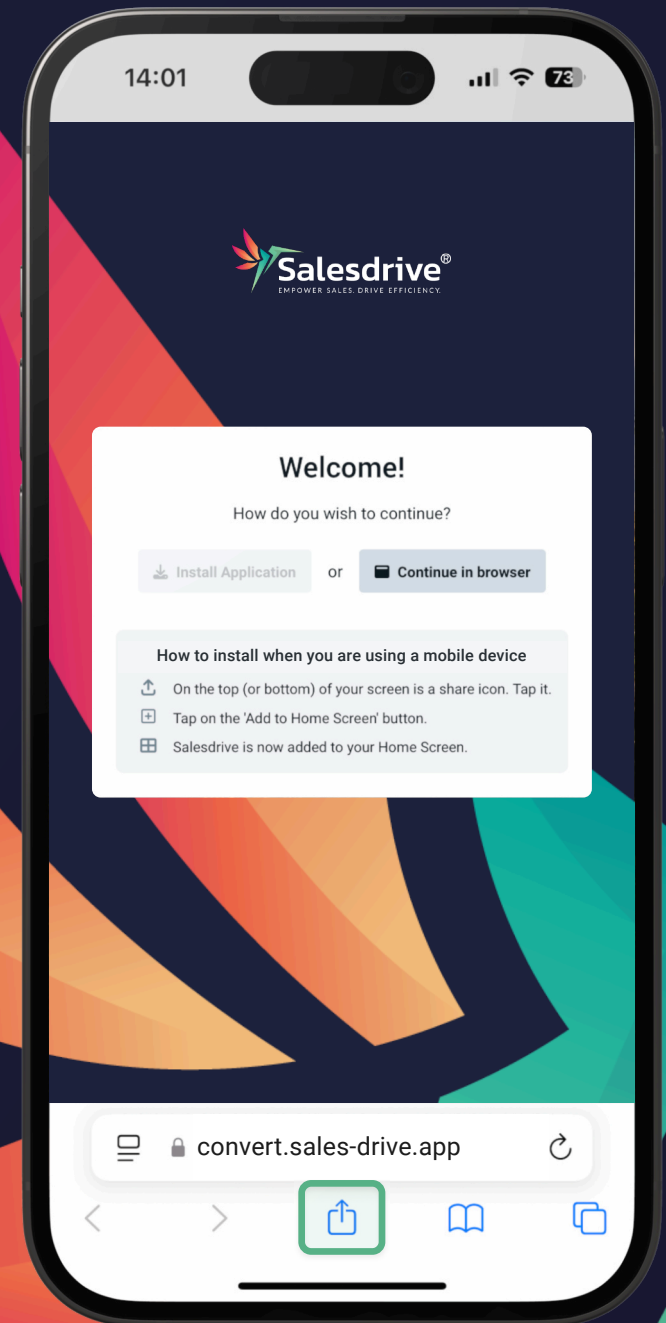 14:01
73
Salesdrive®
EMPOWER SALES. DRIVE EFFICIENCY.
Welcome!
How do you wish to continue?
Install Application or Continue in browser
How to install when you are using a mobile device
On the top (or bottom) of your screen is a share icon. Tap it.
Tap on the 'Add to Home Screen' button.
Salesdrive is now added to your Home Screen.
convert.sales-drive.app